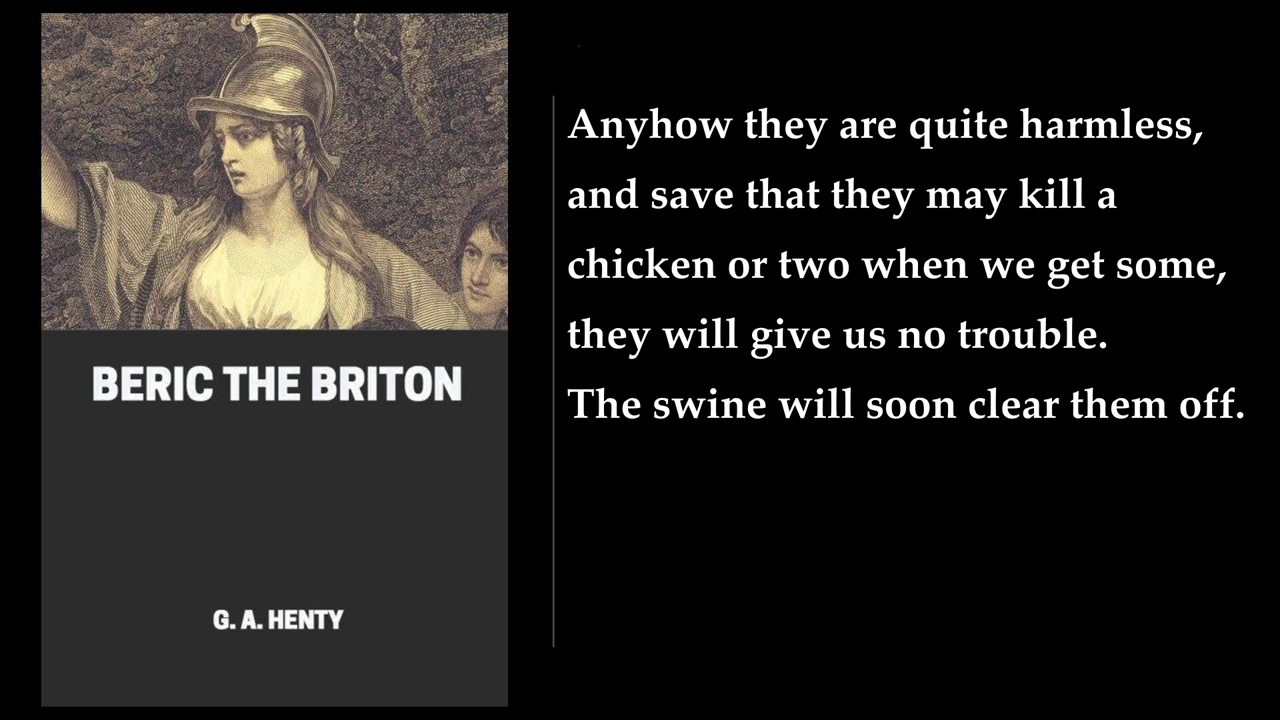 BERIC THE BRITON
G. A. HENTY
Anyhow they are quite harmless,
and save that they may kill a
chicken or two when we get some,
they will give us no trouble.
The swine will soon clear them off.